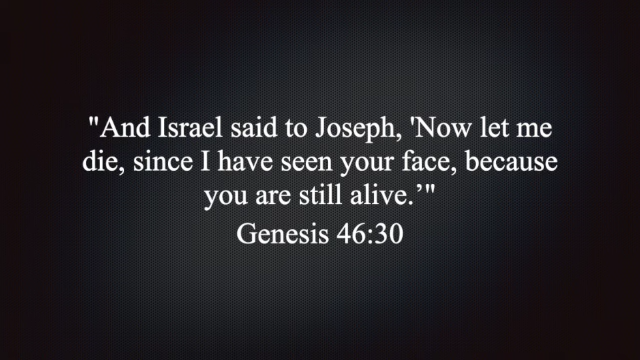 "And Israel said to Joseph, 'Now let me
die, since I have seen your face, because
you are still alive.’"
Genesis 46:30